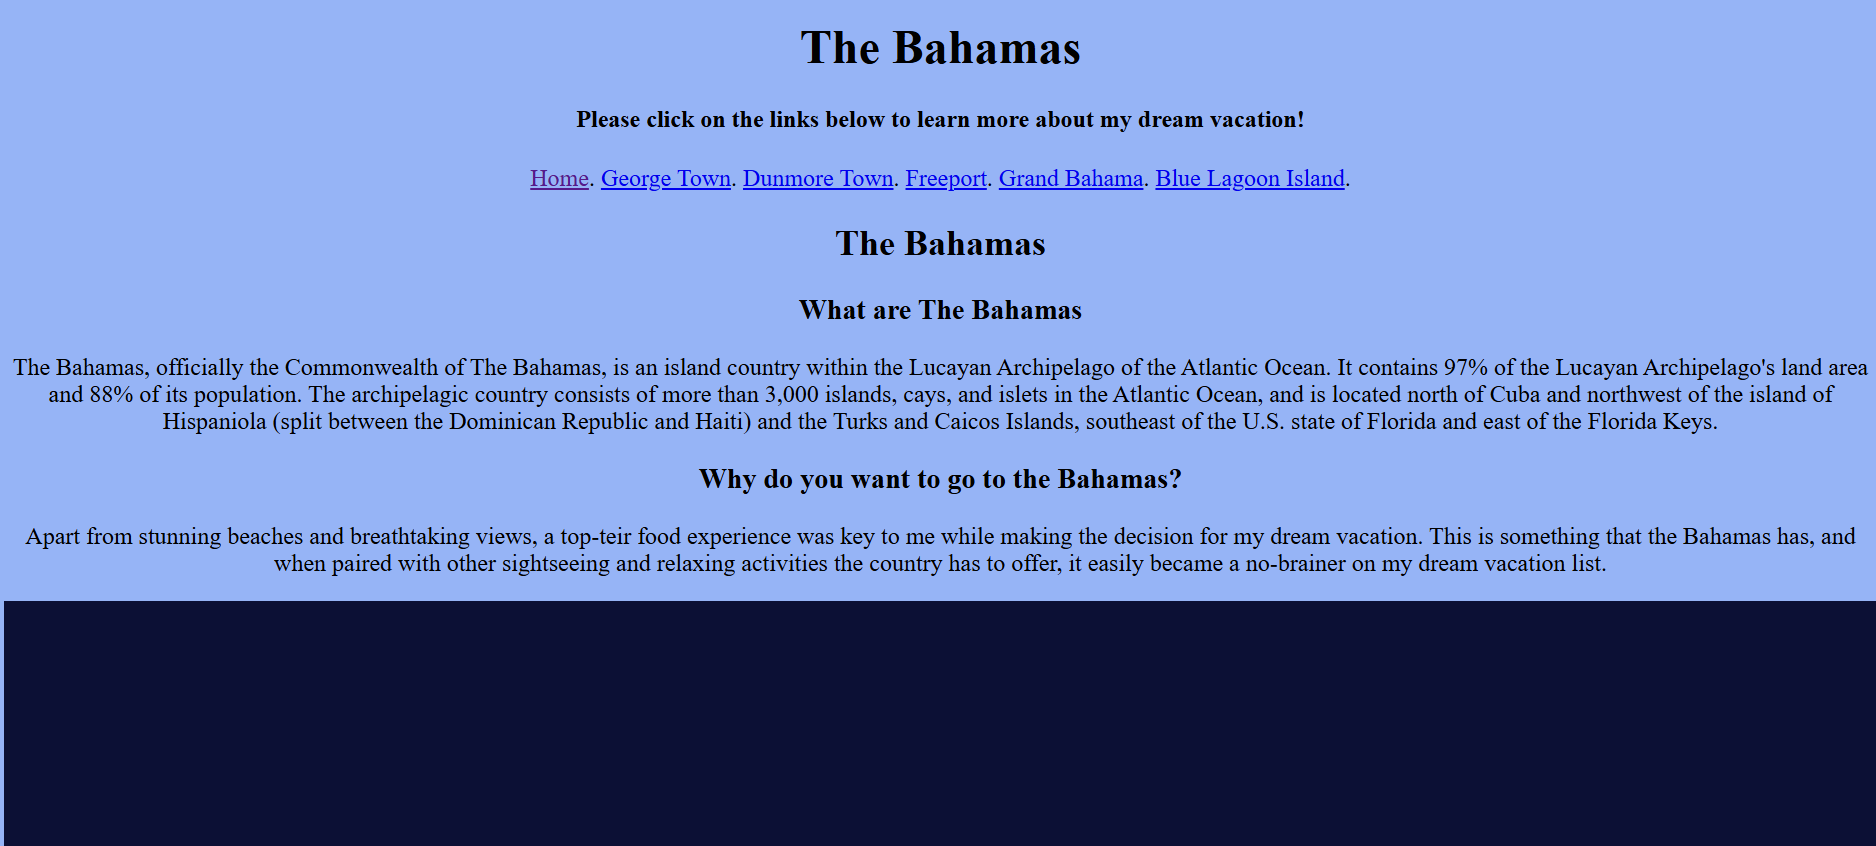 The Bahamas
Please click on the links below to learn more about my dream vacation!
Home. George Town. Dunmore Town. Freeport. Grand Bahama. Blue Lagoon Island.
The Bahamas
What are The Bahamas
The Bahamas, officially the Commonwealth of The Bahamas, is an island country within the Lucayan Archipelago of the Atlantic Ocean. It contains 97% of the Lucayan Archipelago's land area
and 88% of its population. The archipelagic country consists of more than 3,000 islands, cays, and islets in the Atlantic Ocean, and is located north of Cuba and northwest of the island of
Hispaniola (split between the Dominican Republic and Haiti) and the Turks and Caicos Islands, southeast of the U.S. state of Florida and east of the Florida Keys.
Why do you want to go to the Bahamas?
Apart from stunning beaches and breathtaking views, a top-teir food experience was key to me while making the decision for my dream vacation. This is something that the Bahamas has, and
when paired with other sightseeing and relaxing activities the country has to offer, it easily became a no-brainer on my dream vacation list.